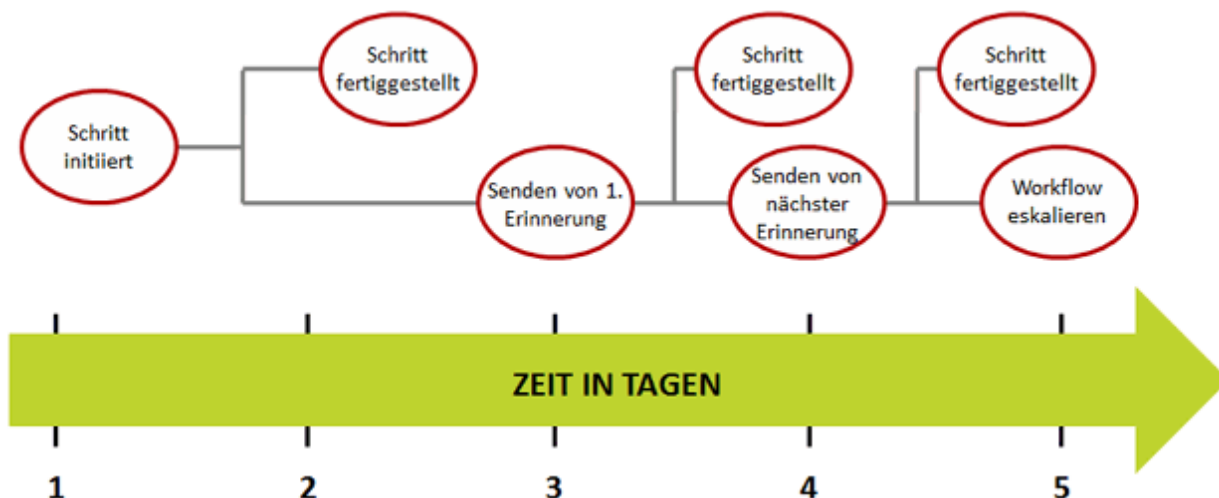 Schritt
fertiggestellt
Schritt
fertiggestellt
Schritt
fertiggestellt
Schritt
initiiert
Senden von 1.
Erinnerung
Senden von
nächster
Erinnerung
Workflow
eskalieren
ZEIT IN TAGEN
1 2 3 4 5